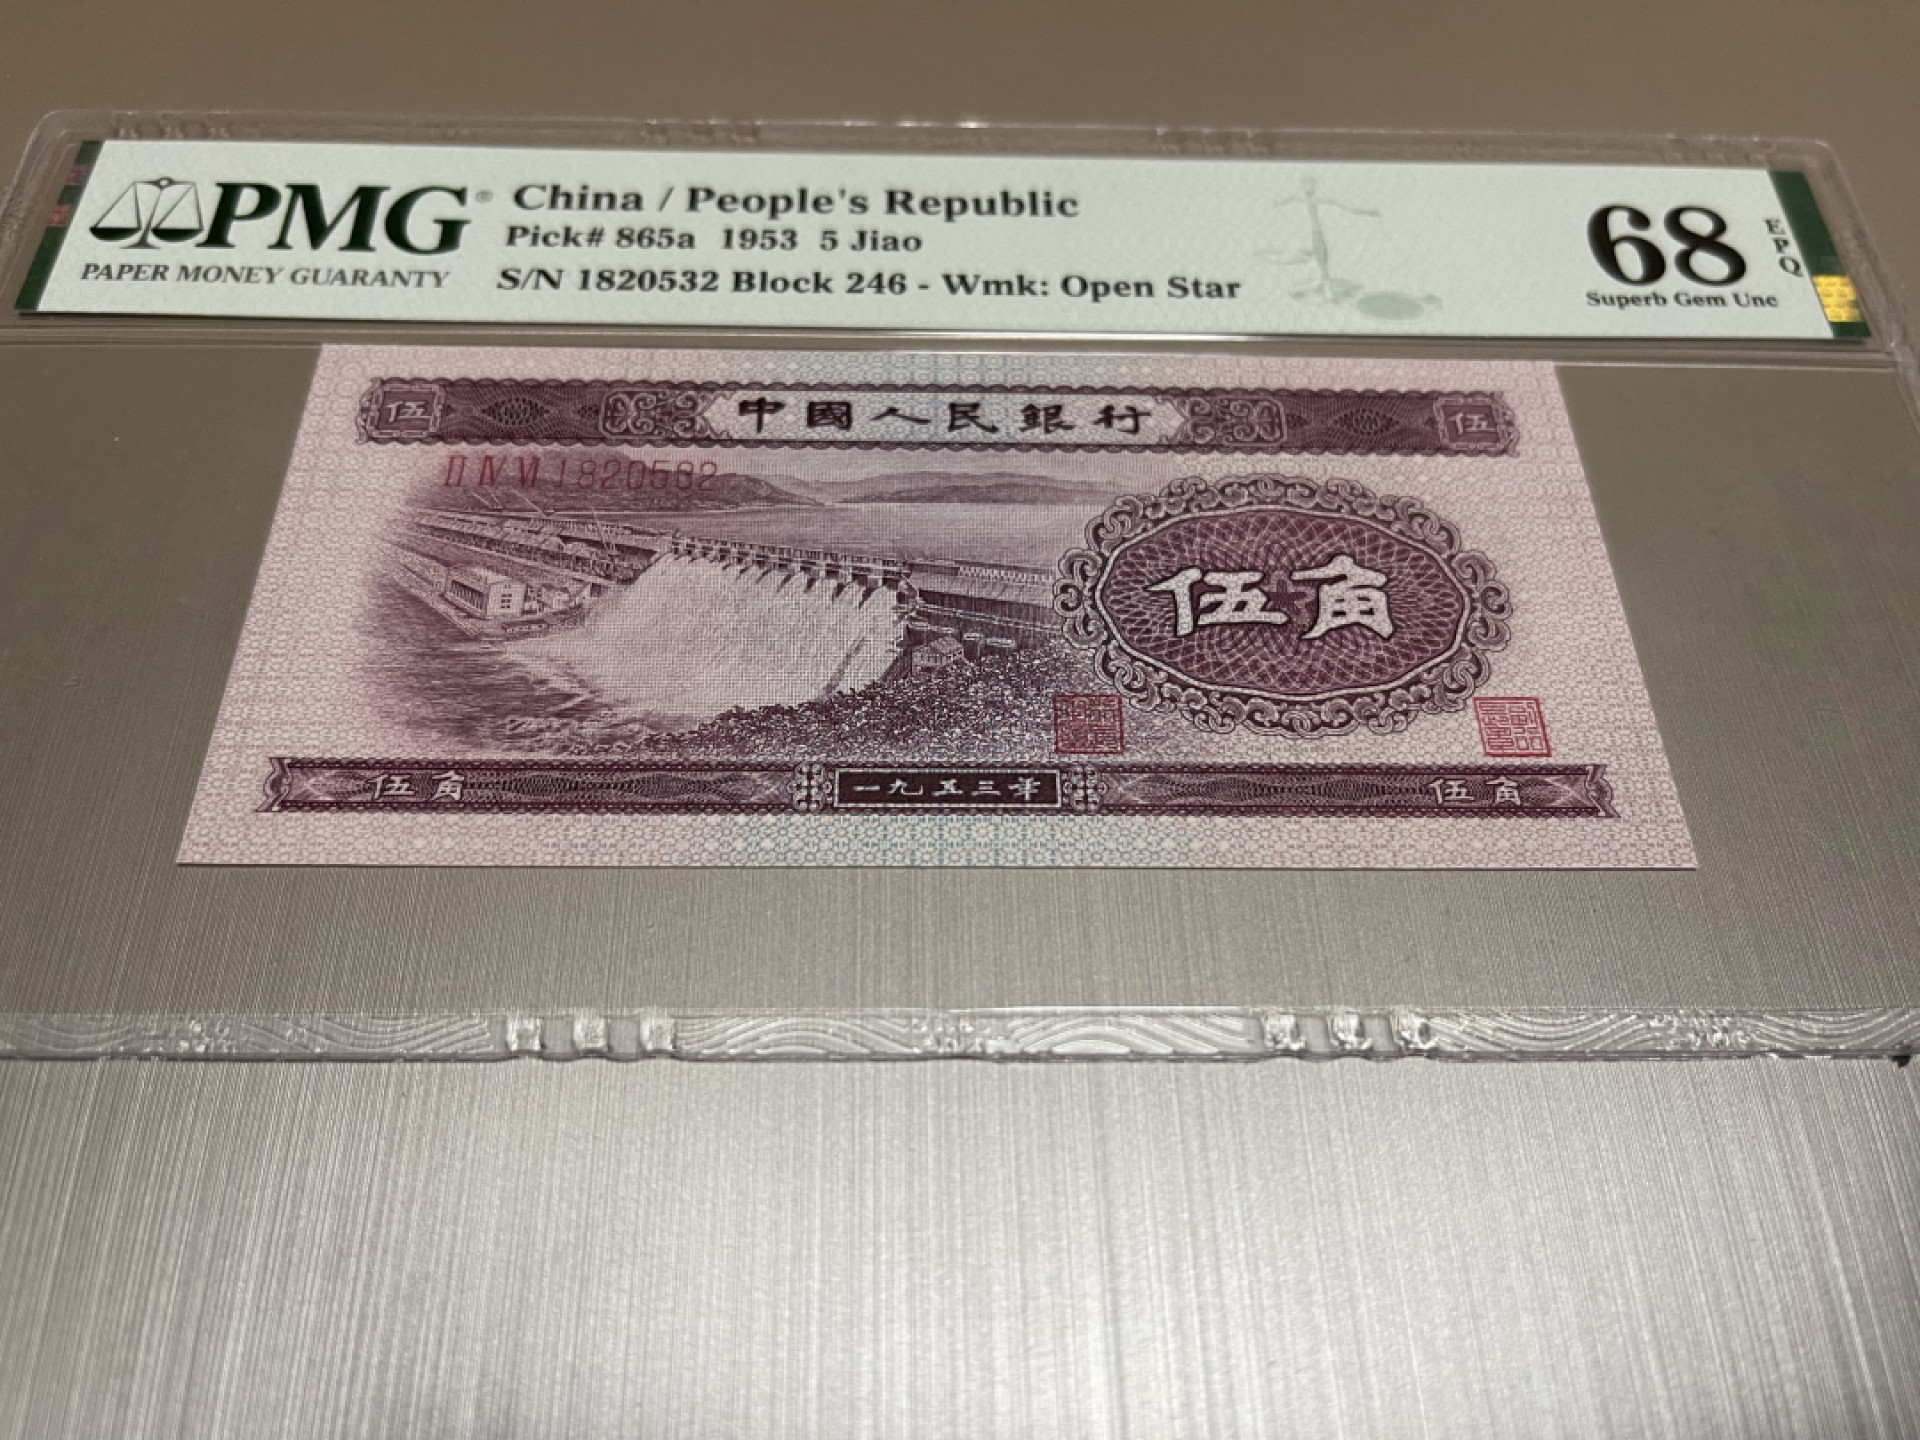 PMG®
PAPER MONEY GUARANTY
China / People's Republic
Pick# 865a 1953 5 Jiao
S/N 1820532 Block 246 - Wmk: Open Star
68
EPQ
Superb Gem Unc
伍 中國人民銀行 伍
II IV VI 1820532
伍角
伍角 一九五三年 伍角